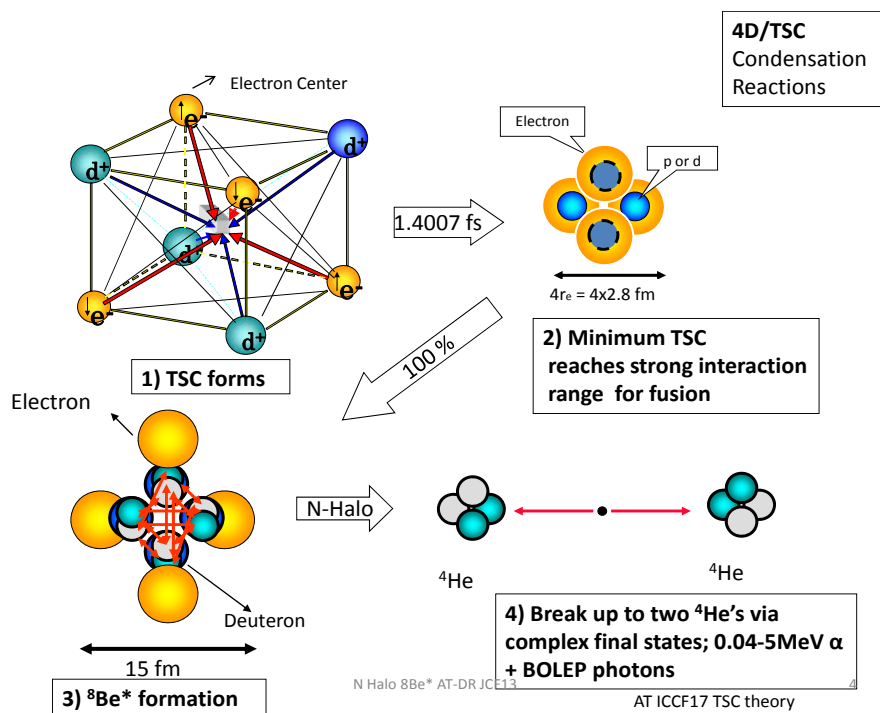 4D/TSC
Condensation
Reactions
Electron Center
e-
d+
d+
e-
d+
e-
e-
d+
1.4007 fs
Electron
p or d
4re = 4x2.8 fm
1) TSC forms
2) Minimum TSC
reaches strong interaction
range for fusion
100 %
Electron
Deuteron
15 fm
3) 8Be* formation
N-Halo
4He
4He
4) Break up to two 4He's via
complex final states; 0.04-5MeV α
+ BOLEP photons
N Halo 8Be* AT-DR JCF13
4
AT ICCF17 TSC theory